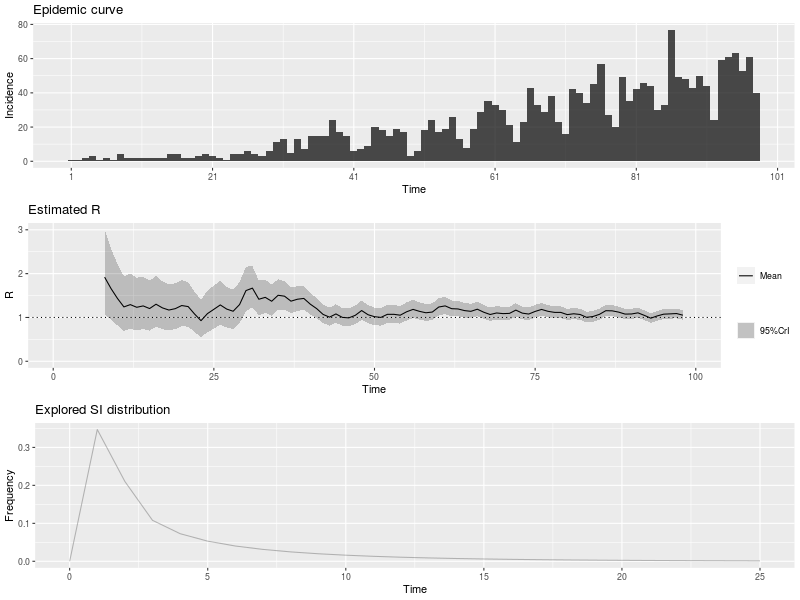 Epidemic curve
80
60
40
20
0
Incidence
1 21 41 61 81 101
Time
Estimated R
3
2
1
0
R
0 25 50 75 100
Time
Mean
95%CrI
Explored SI distribution
0.3
0.2
0.1
0.0
Frequency
0 5 10 15 20 25
Time